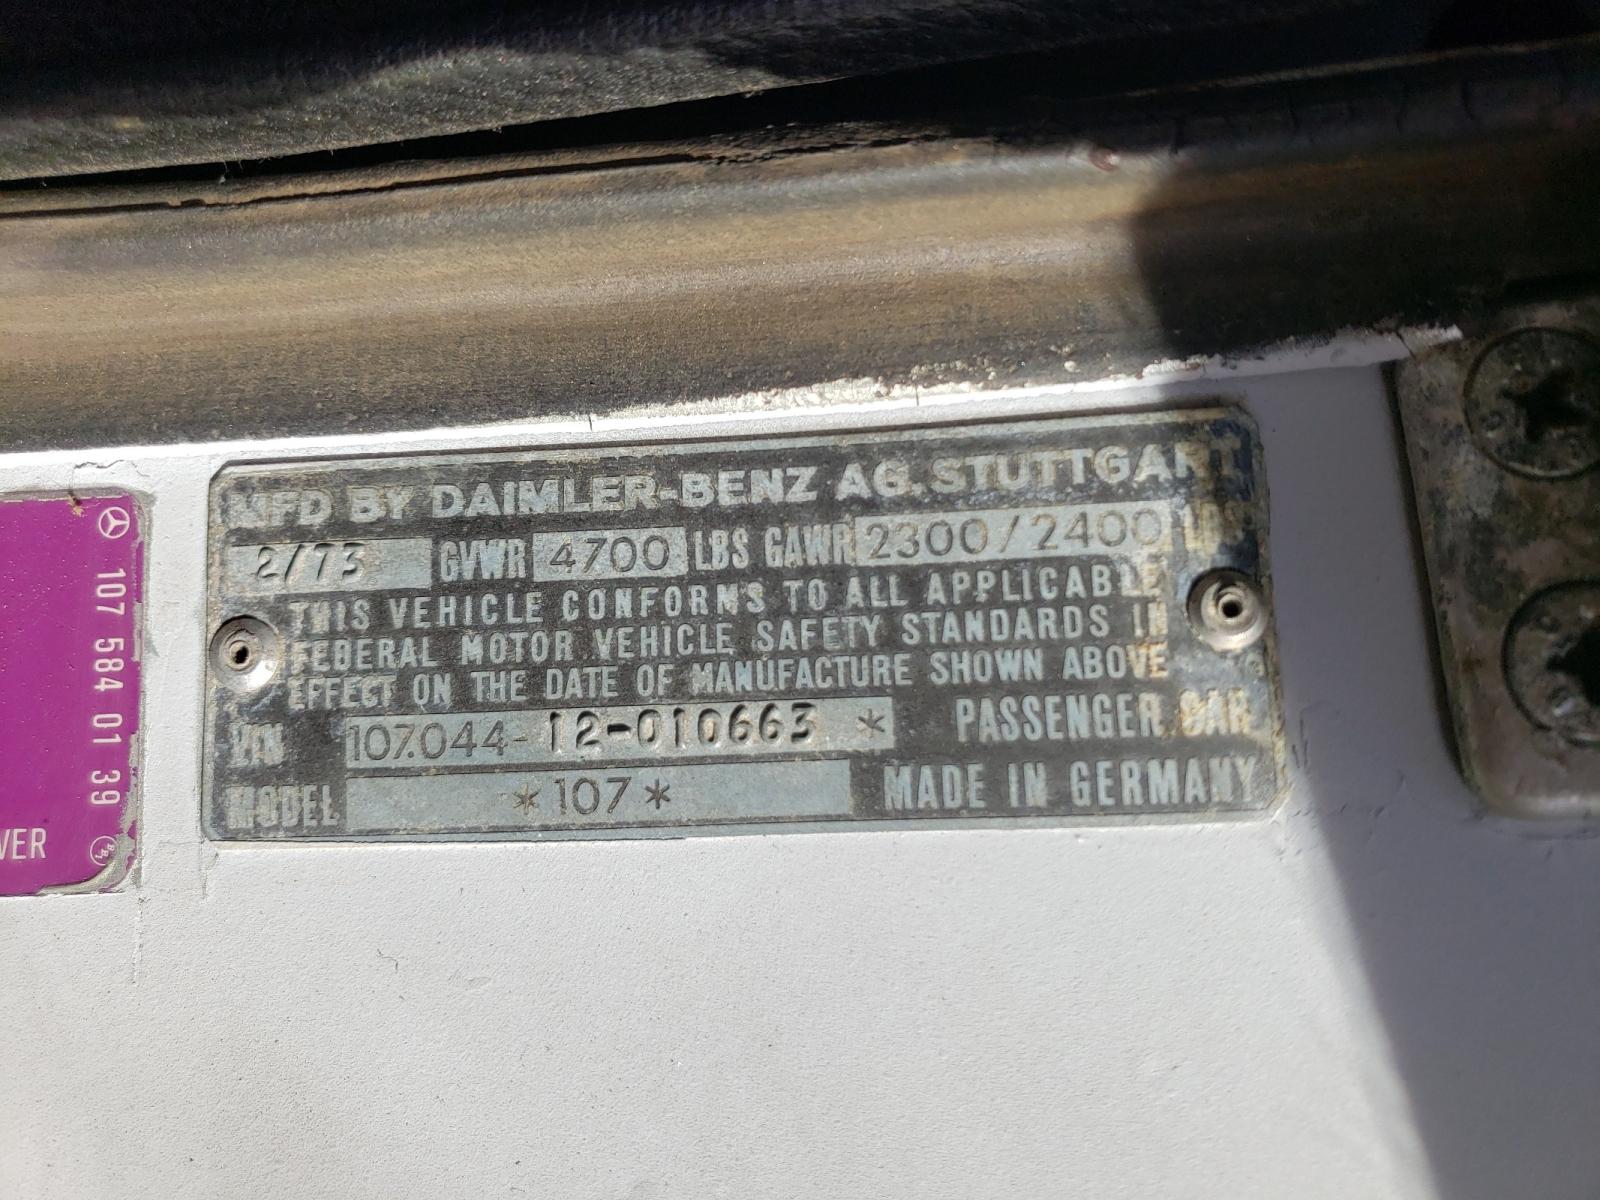 MFD BY DAIMLER-BENZ AG. STUTTGART
2/73 GVWR 4700 LBS GAWR 2300/2400 LBS
THIS VEHICLE CONFORMS TO ALL APPLICABLE
FEDERAL MOTOR VEHICLE SAFETY STANDARDS IN
EFFECT ON THE DATE OF MANUFACTURE SHOWN ABOVE
VIN 107.044-12-010663 * PASSENGER CAR
MODEL *107* MADE IN GERMANY
107 584 01 39
VER